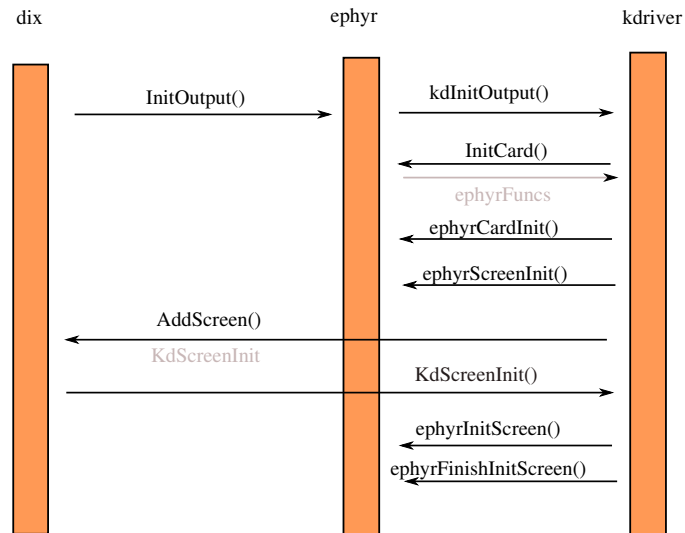 dix
ephyr
kdriver
InitOutput()
kdInitOutput()
InitCard()
ephyrFuncs
ephyrCardInit()
ephyrScreenInit()
AddScreen()
KdScreenInit
KdScreenInit()
ephyrInitScreen()
ephyrFinishInitScreen()